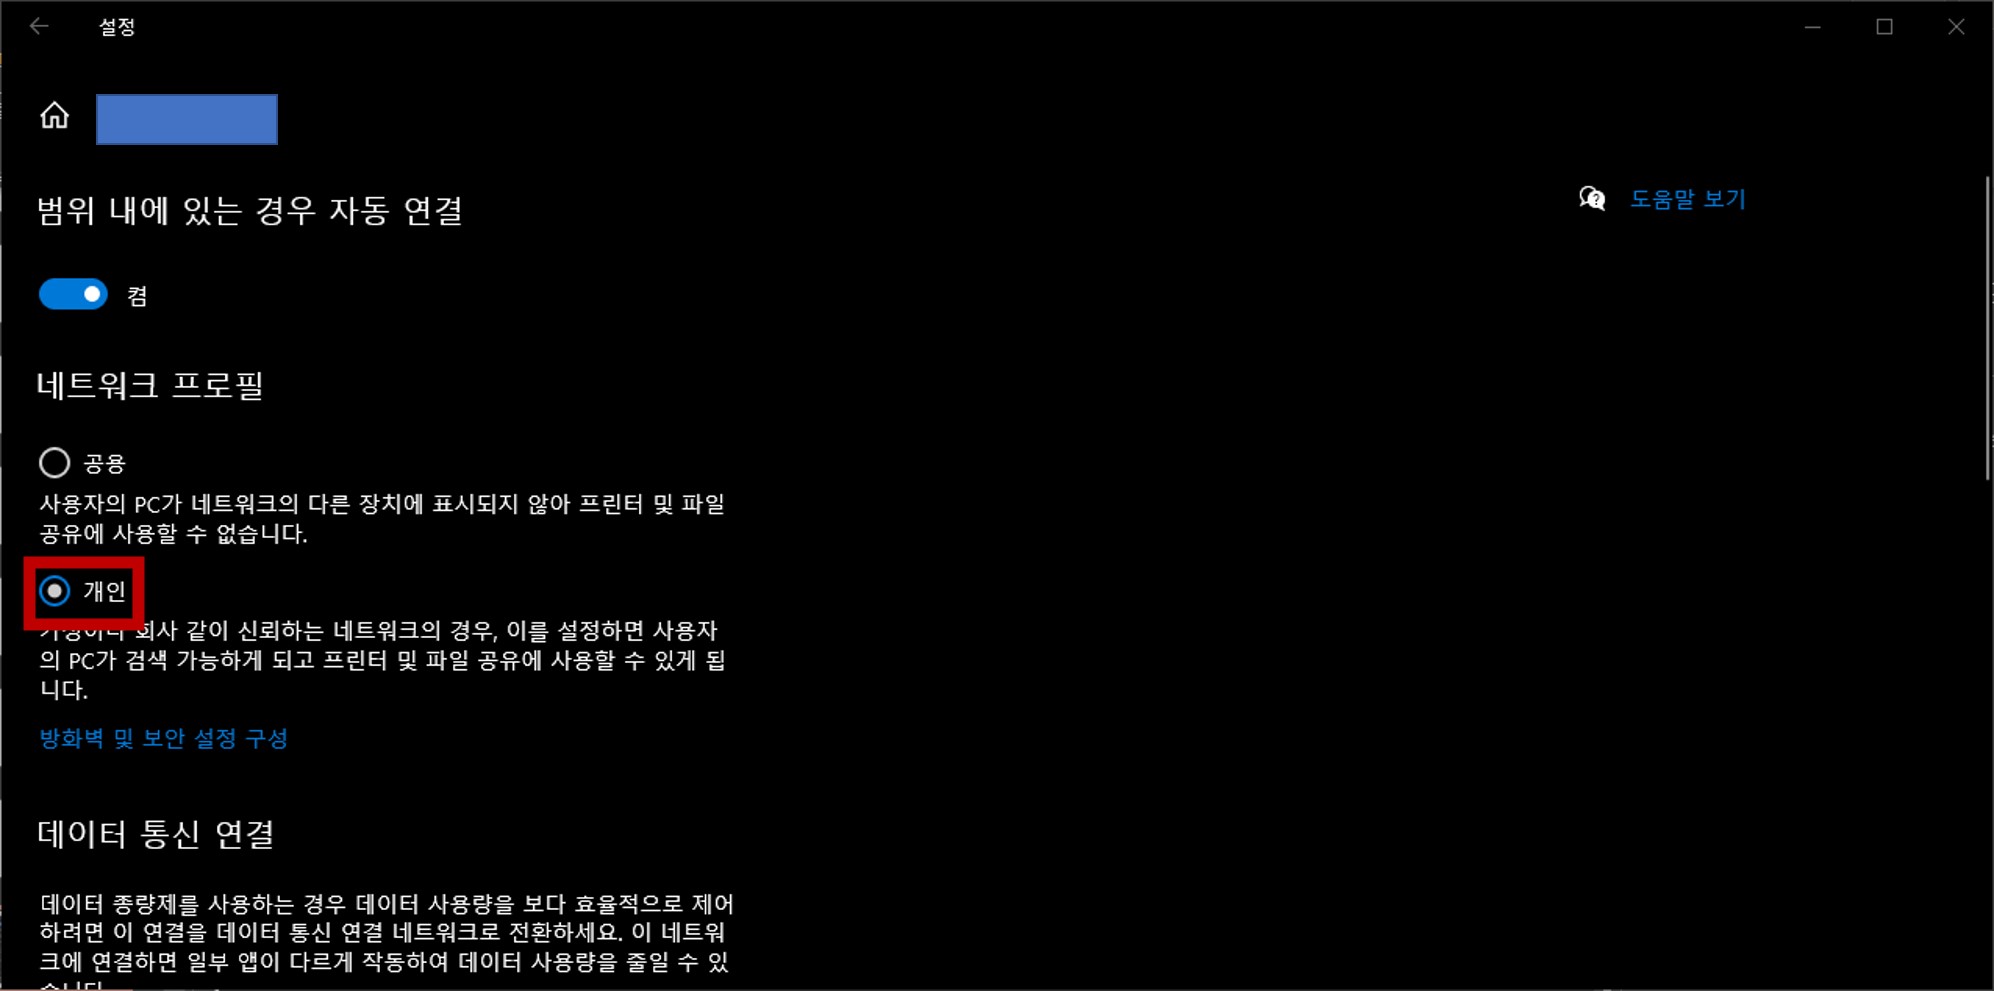 설정
범위 내에 있는 경우 자동 연결
도움말 보기
켬
네트워크 프로필
공용
사용자의 PC가 네트워크의 다른 장치에 표시되지 않아 프린터 및 파일
공유에 사용할 수 없습니다.
개인
회사 같이 신뢰하는 네트워크의 경우, 이를 설정하면 사용자
의 PC가 검색 가능하게 되고 프린터 및 파일 공유에 사용할 수 있게 됩
니다.
방화벽 및 보안 설정 구성
데이터 통신 연결
데이터 종량제를 사용하는 경우 데이터 사용량을 보다 효율적으로 제어
하려면 이 연결을 데이터 통신 연결 네트워크로 전환하세요. 이 네트워
크에 연결하면 일부 앱이 다르게 작동하여 데이터 사용량을 줄일 수 있